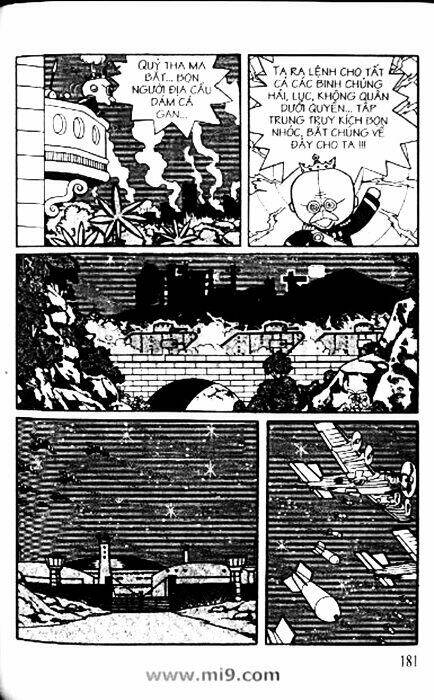 QUỶ THA MA
BẮT... BỌN
NGƯỜI ĐỊA CẦU
DÁM CẢ
GAN...
TA RA LỆNH CHO TẤT
CẢ CÁC BINH CHỦNG
HẢI, LỤC, KHÔNG QUÂN
DƯỚI QUYỀN... TẬP
TRUNG TRUY KÍCH BỌN
NHÓC, BẮT CHÚNG VỀ
ĐÂY CHO TA !!!
181
www.mi9.com